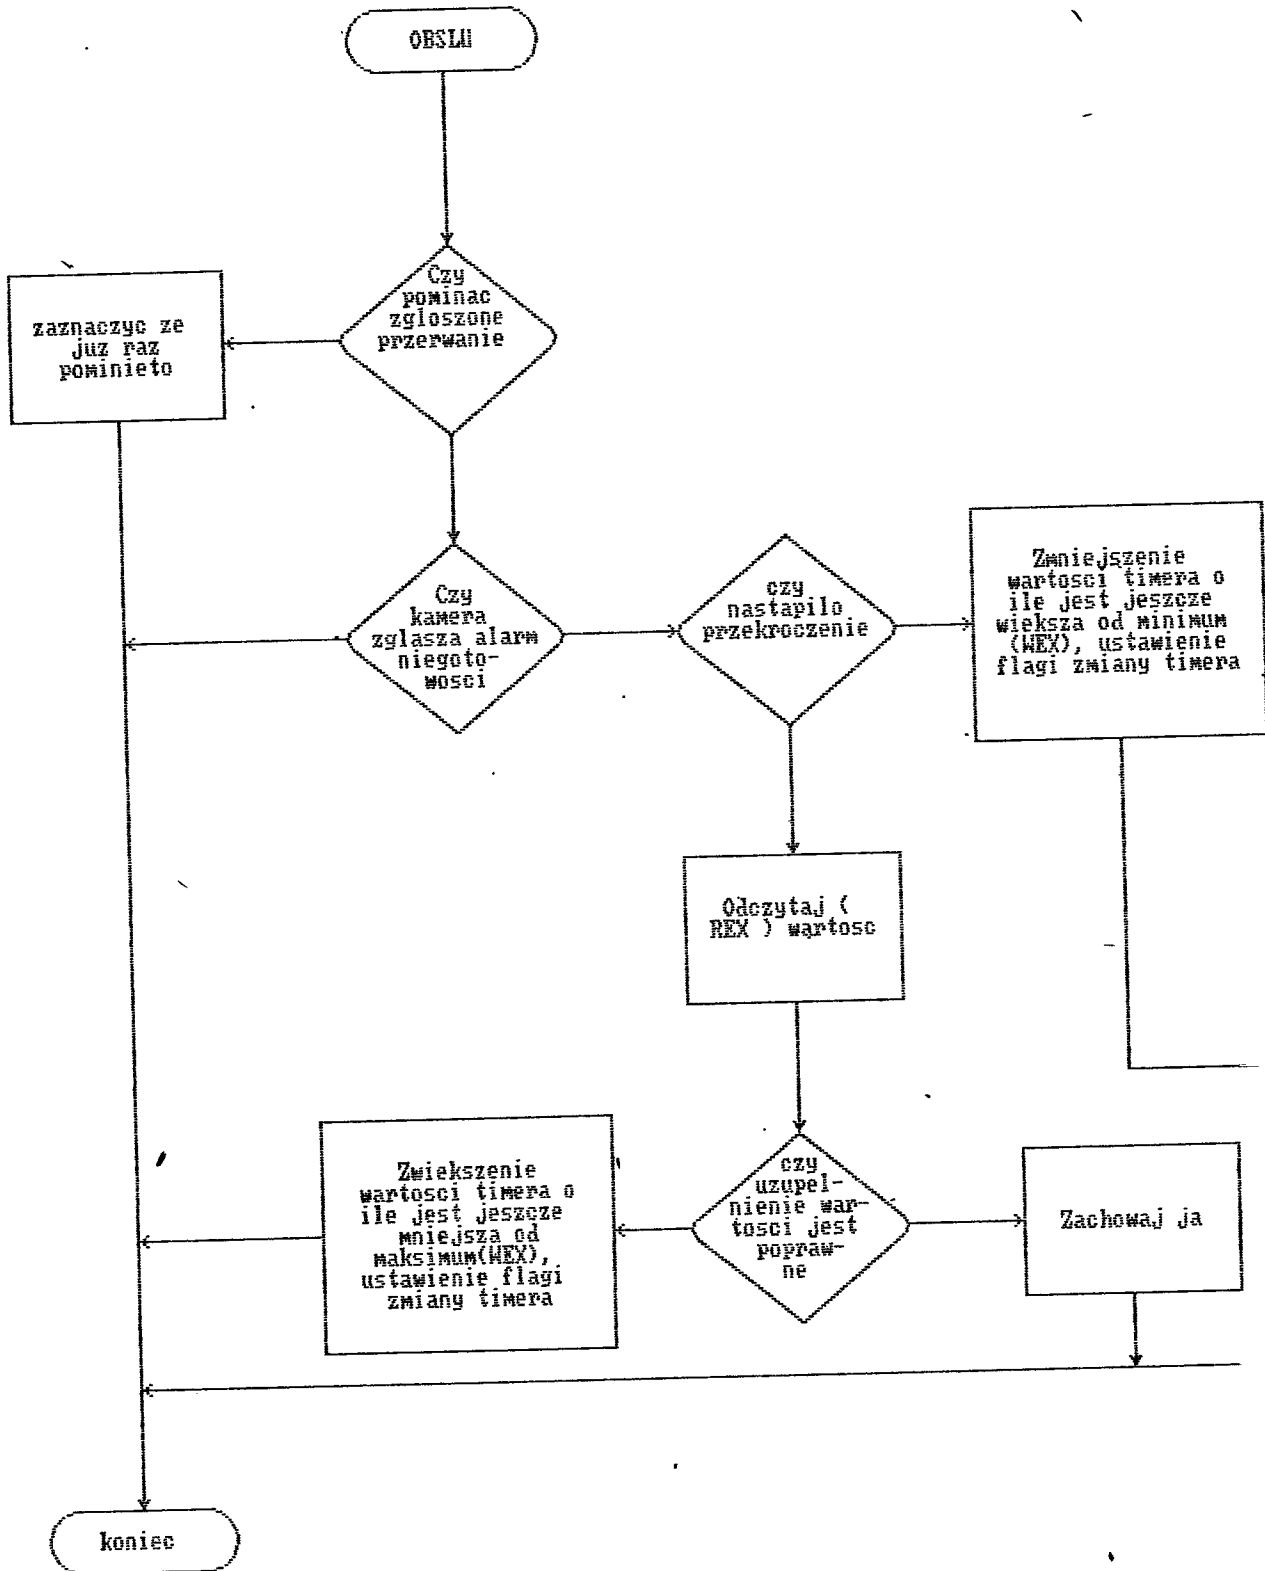 OBSLU
Czy
pominac
zgloszone
przerwanie
zaznaczyc ze
juz raz
pominieto
Czy
kamera
zglasza alarm
niegoto-
wosci
czy
nastapilo
przekroczenie
Zmniejszenie
wartosci timera o
ile jest jeszcze
większa od minimum
(WEX), ustawienie
flagi zmiany timera
Odczytaj (
REX ) wartosc
czy
uzupel-
nienie war-
tosci jest
popraw-
ne
Zwiekszenie
wartosci timera o
ile jest jeszcze
mniejsza od
maksimum(WEX),
ustawienie flagi
zmiany timera
Zachowaj ja
koniec